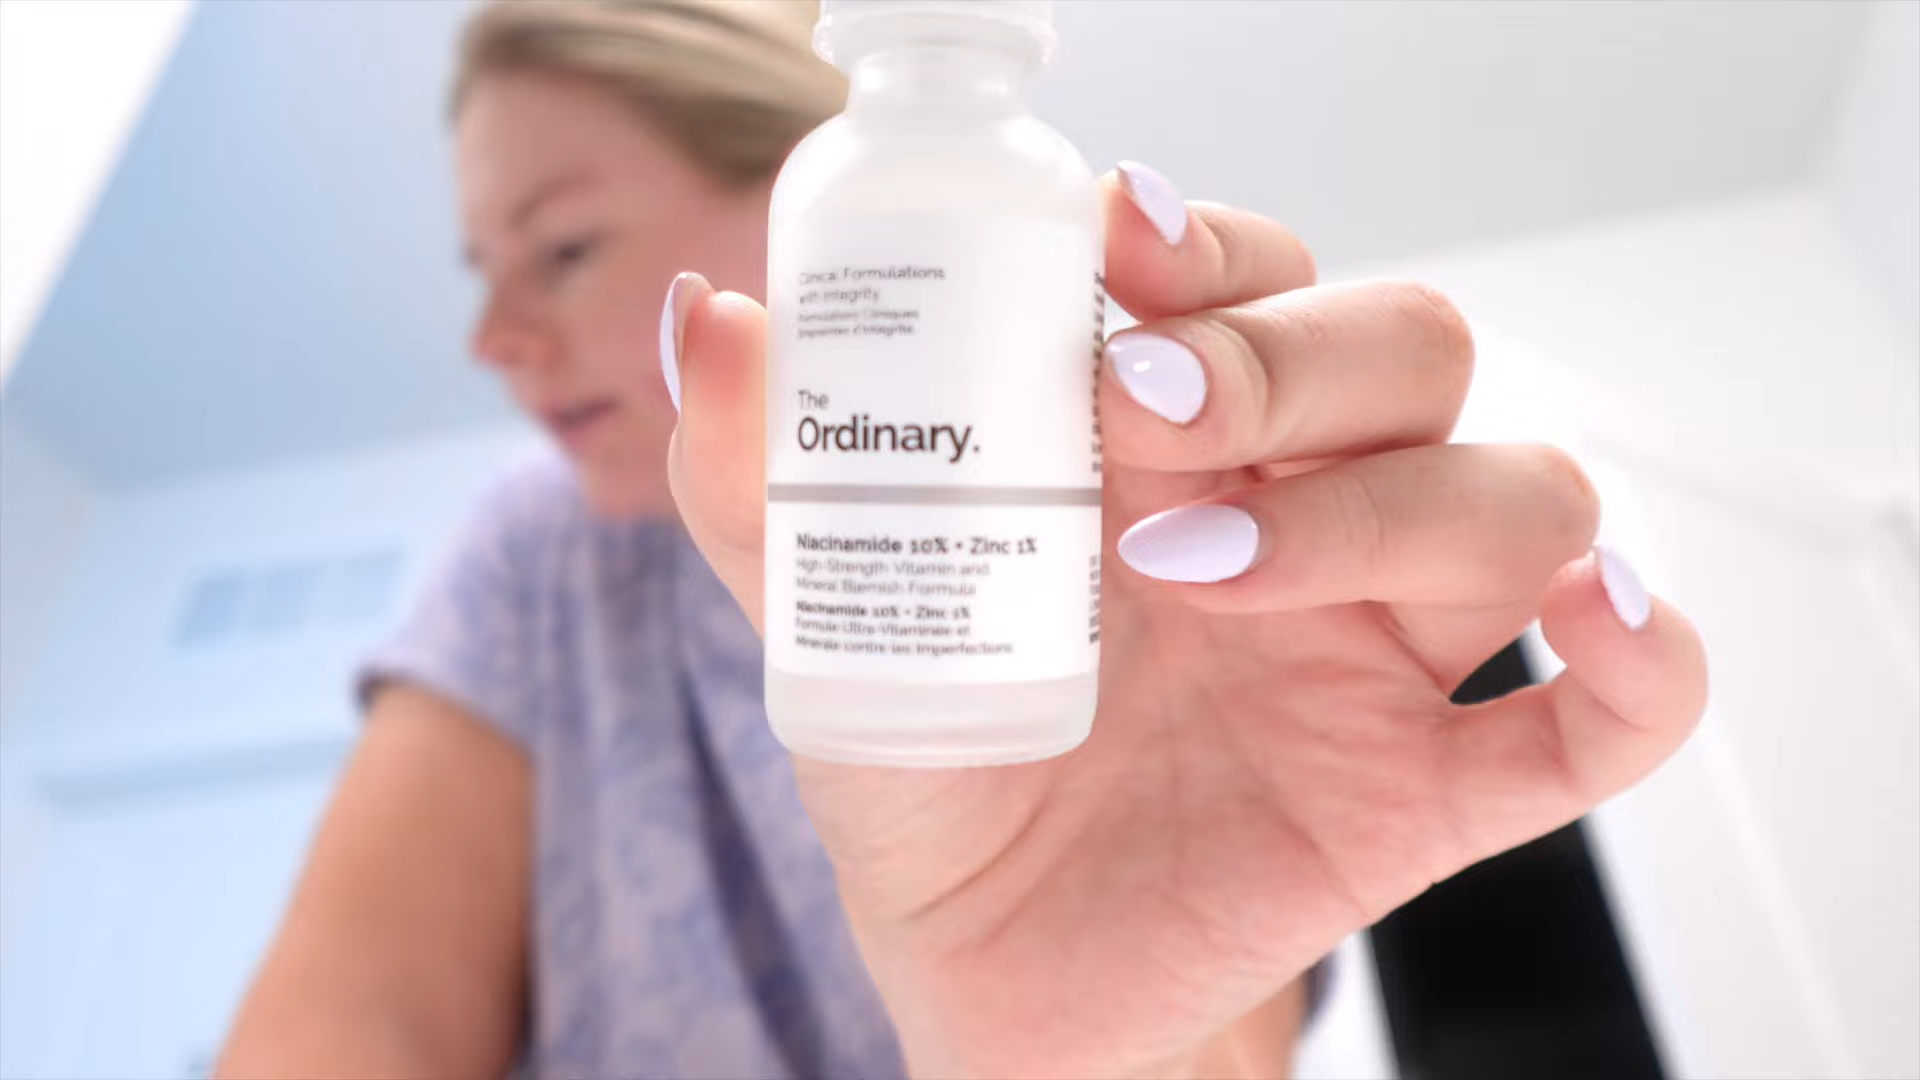 Clinical Formulations
with Integrity
Formulations Cliniques
Empreintes d'Intégrité.
The
Ordinary.
Niacinamide 10% + Zinc 1%
High-Strength Vitamin and
Mineral Blemish Formula
Niacinamide 10% + Zinc 1%
Formule Ultra-Vitaminée et
Minérale contre les Imperfections